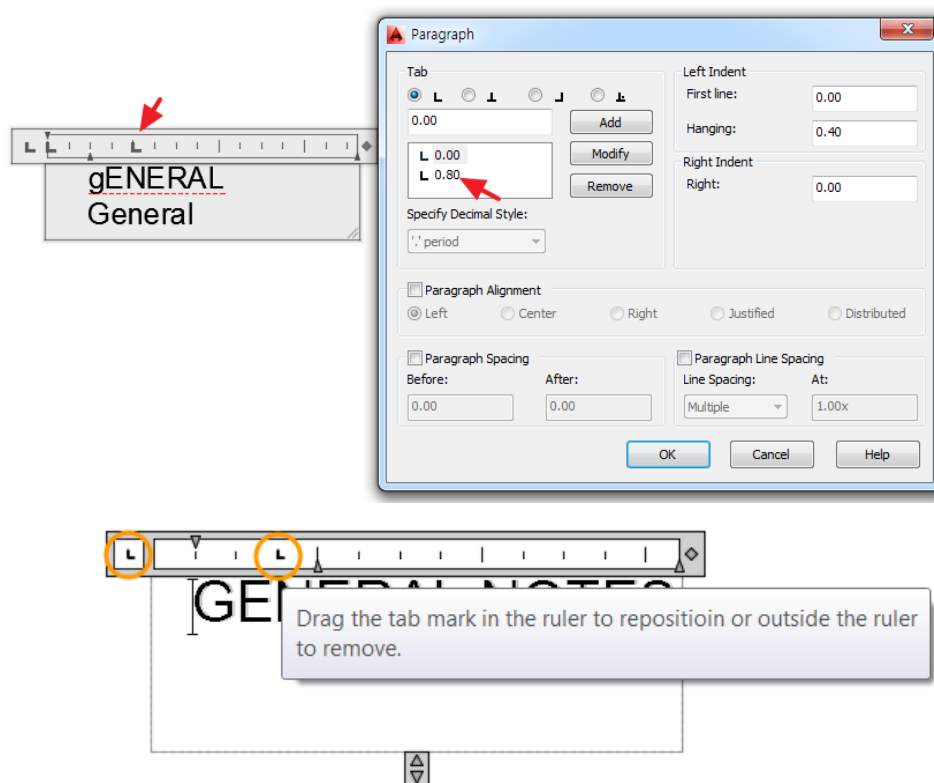 Paragraph
Tab
0.00
Add
0.00
0.80
Modify
Remove
Specify Decimal Style:
'.' period
Left Indent
First line:
0.00
Hanging:
0.40
Right Indent
Right:
0.00
gENERAL
General
Paragraph Alignment
Left Center Right Justified Distributed
Paragraph Spacing
Before: After:
0.00 0.00
Paragraph Line Spacing
Line Spacing: At:
Multiple 1.00x
OK Cancel Help
GENERAL NOTES
Drag the tab mark in the ruler to repositioin or outside the ruler
to remove.